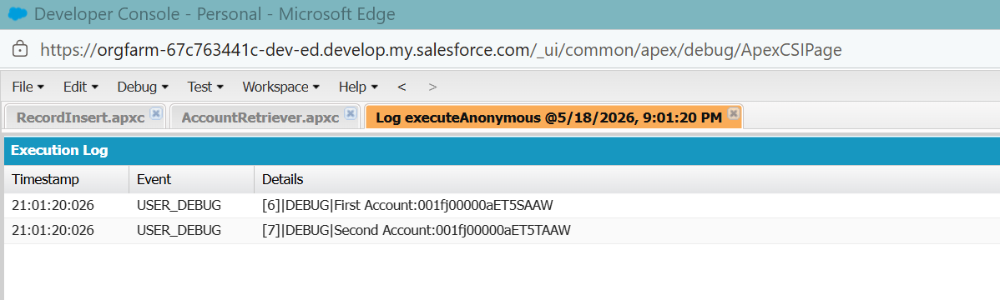 Developer Console - Personal - Microsoft Edge
https://orgfarm-67c763441c-dev-ed.develop.my.salesforce.com/_ui/common/apex/debug/ApexCSIPage
File Edit Debug Test Workspace Help < >
RecordInsert.apxc AccountRetriever.apxc Log executeAnonymous @5/18/2026, 9:01:20 PM
Execution Log
Timestamp Event Details
21:01:20:026 USER_DEBUG [6]|DEBUG|First Account:001fj00000aET5SAAW
21:01:20:026 USER_DEBUG [7]|DEBUG|Second Account:001fj00000aET5TAAW